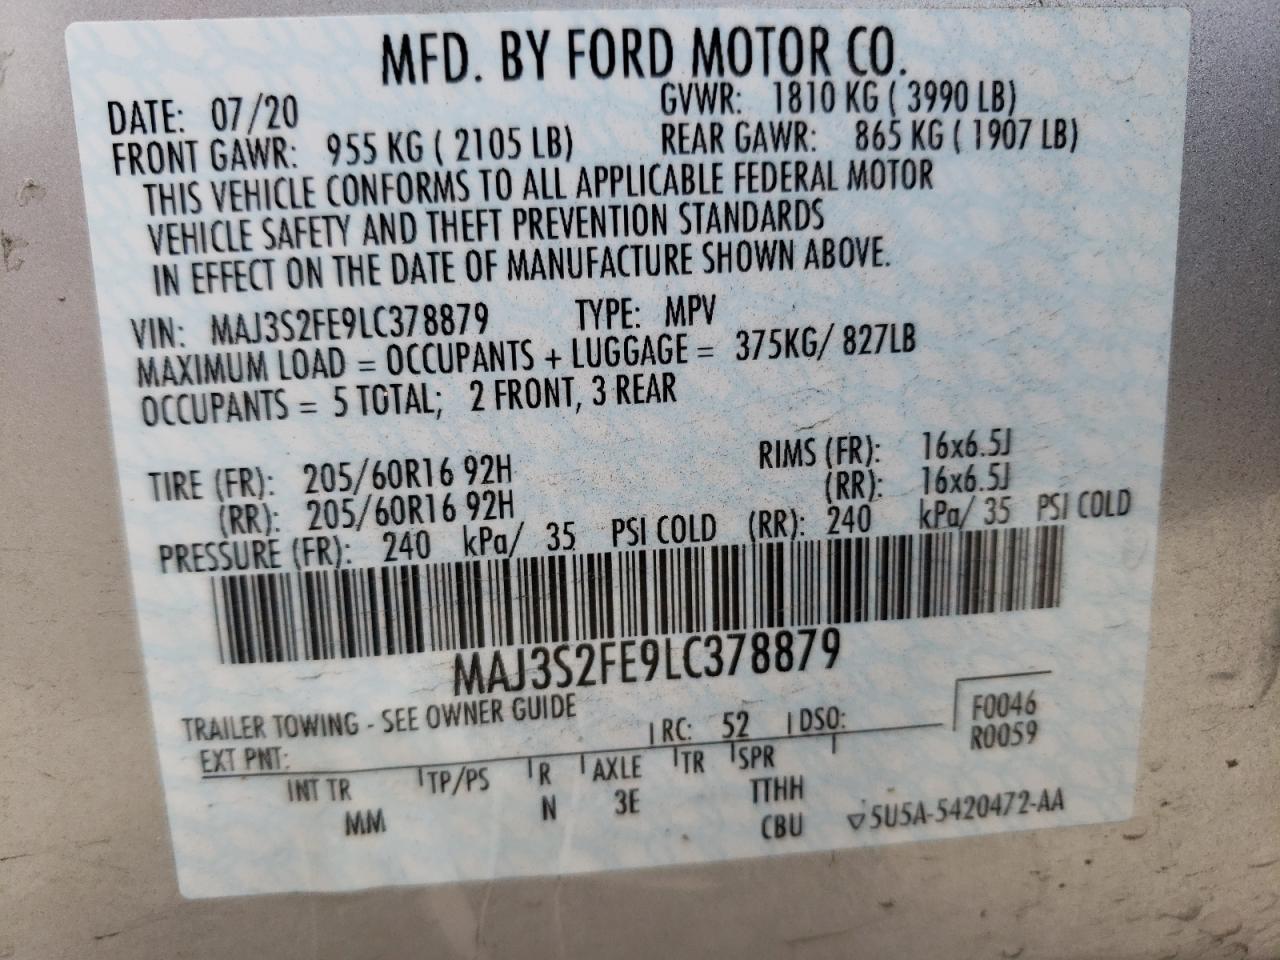 MFD. BY FORD MOTOR CO.
DATE: 07/20 GVWR: 1810 KG ( 3990 LB)
FRONT GAWR: 955 KG ( 2105 LB) REAR GAWR: 865 KG ( 1907 LB)
THIS VEHICLE CONFORMS TO ALL APPLICABLE FEDERAL MOTOR
VEHICLE SAFETY AND THEFT PREVENTION STANDARDS
IN EFFECT ON THE DATE OF MANUFACTURE SHOWN ABOVE.
VIN: MAJ3S2FE9LC378879 TYPE: MPV
MAXIMUM LOAD = OCCUPANTS + LUGGAGE = 375KG/ 827LB
OCCUPANTS = 5 TOTAL; 2 FRONT, 3 REAR
TIRE (FR): 205/60R16 92H RIMS (FR): 16x6.5J
(RR): 205/60R16 92H (RR): 16x6.5J
PRESSURE (FR): 240 kPa/ 35 PSI COLD (RR): 240 kPa/ 35 PSI COLD
MAJ3S2FE9LC378879
TRAILER TOWING - SEE OWNER GUIDE
F0046
EXT PNT: RC: 52 DSO: R0059
INT TR TP/PS R AXLE TR SPR
MM N 3E TTHH
CBU ▽5U5A-5420472-AA